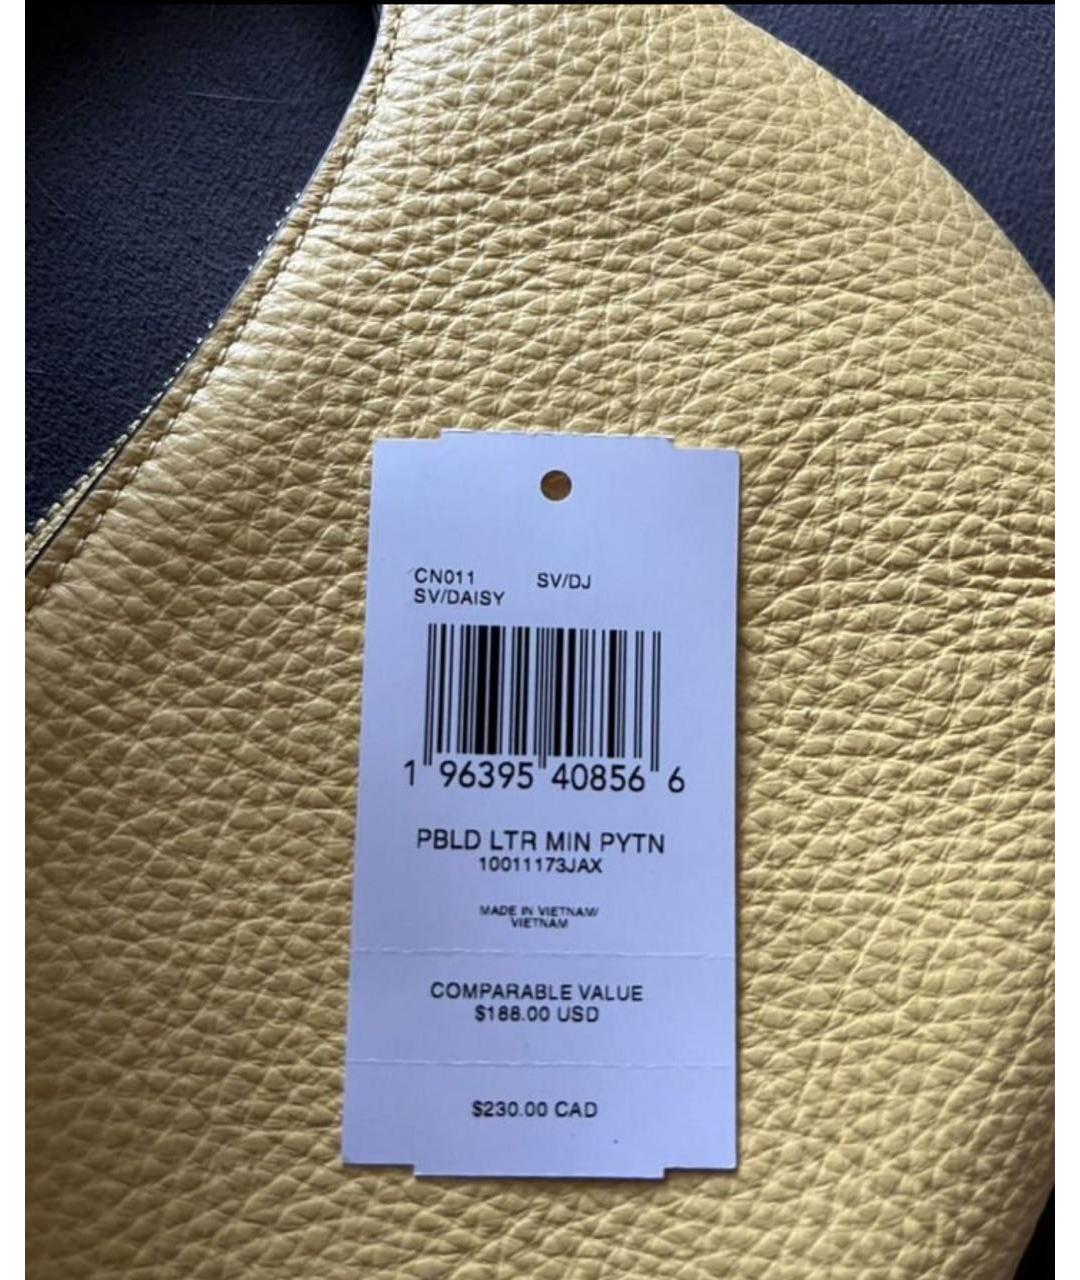 CN011 SV/DJ
SV/DAISY
1 96395 40856 6
PBLD LTR MIN PYTN
10011173JAX
MADE IN VIETNAM/
VIETNAM
COMPARABLE VALUE
$188.00 USD
$230.00 CAD